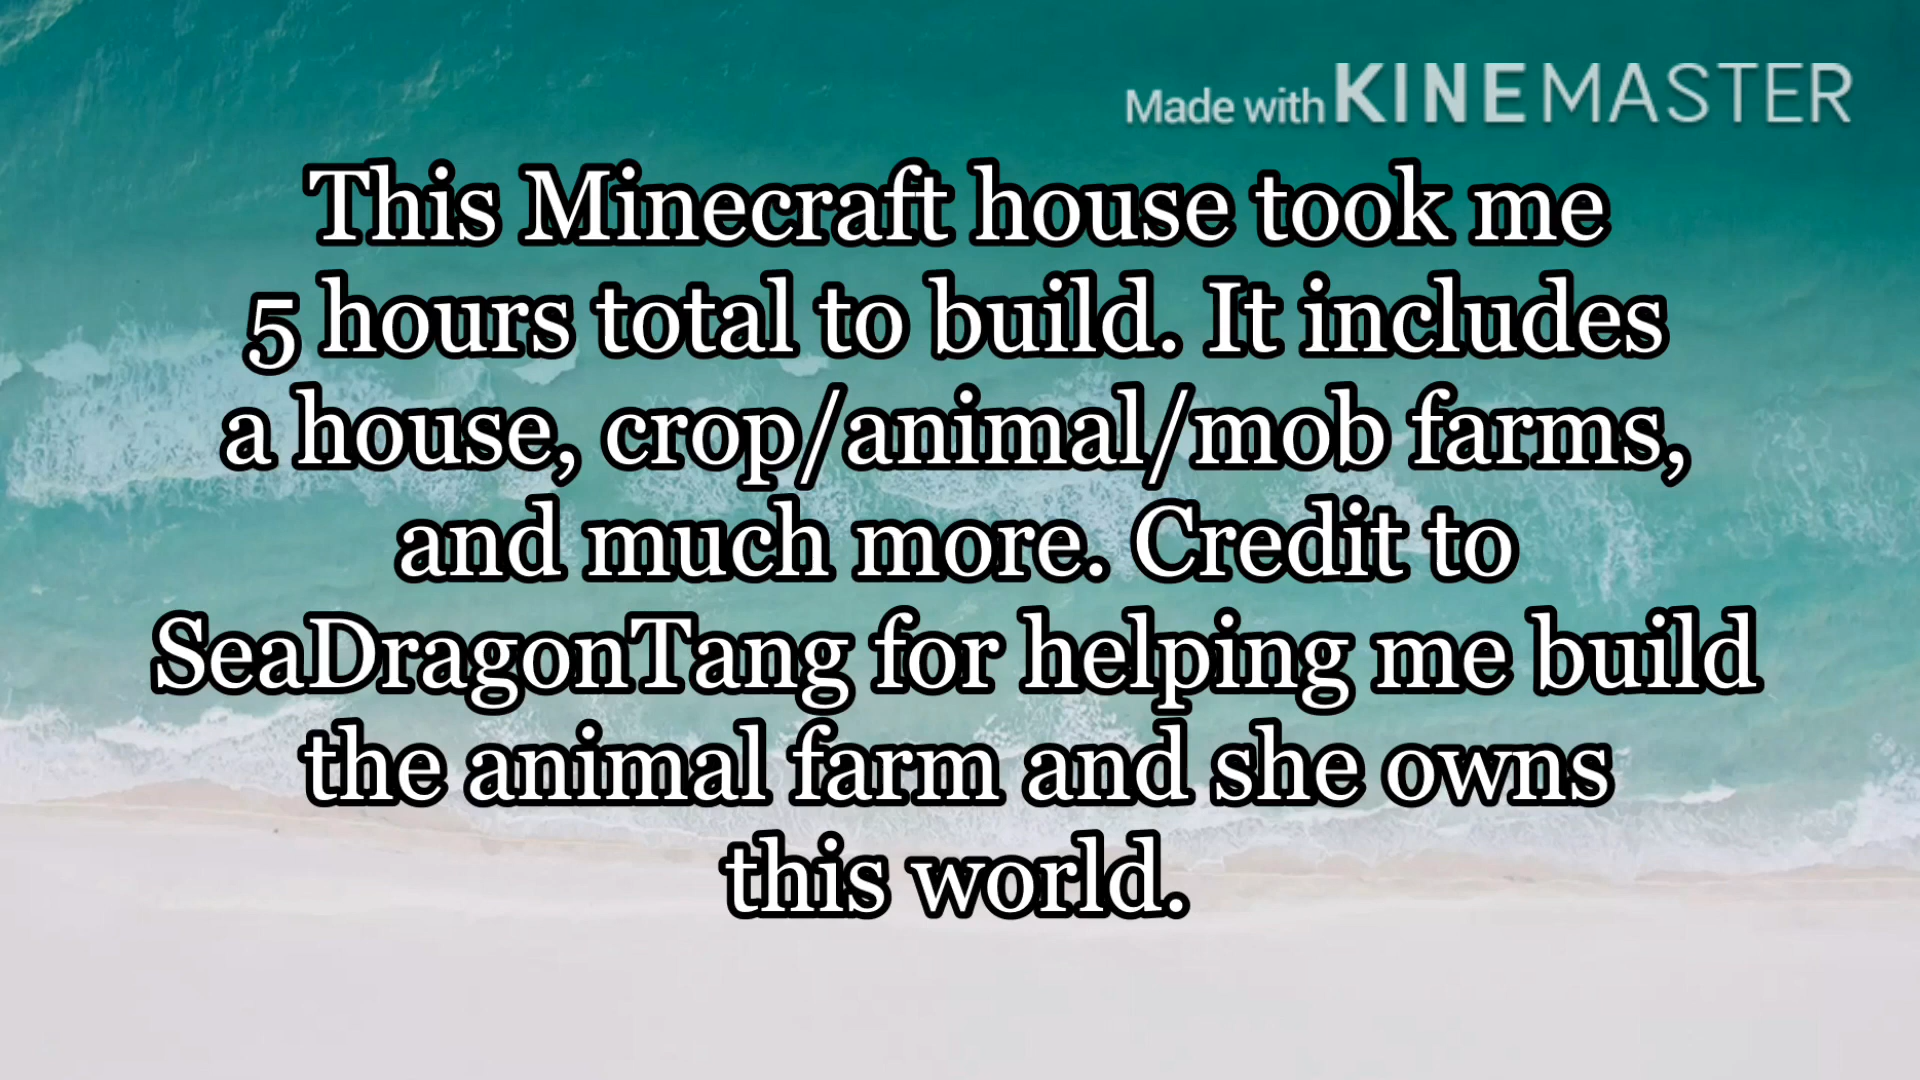 Made with KINEMASTER
This Minecraft house took me
5 hours total to build. It includes
a house, crop/animal/mob farms,
and much more. Credit to
SeaDragonTang for helping me build
the animal farm and she owns
this world.